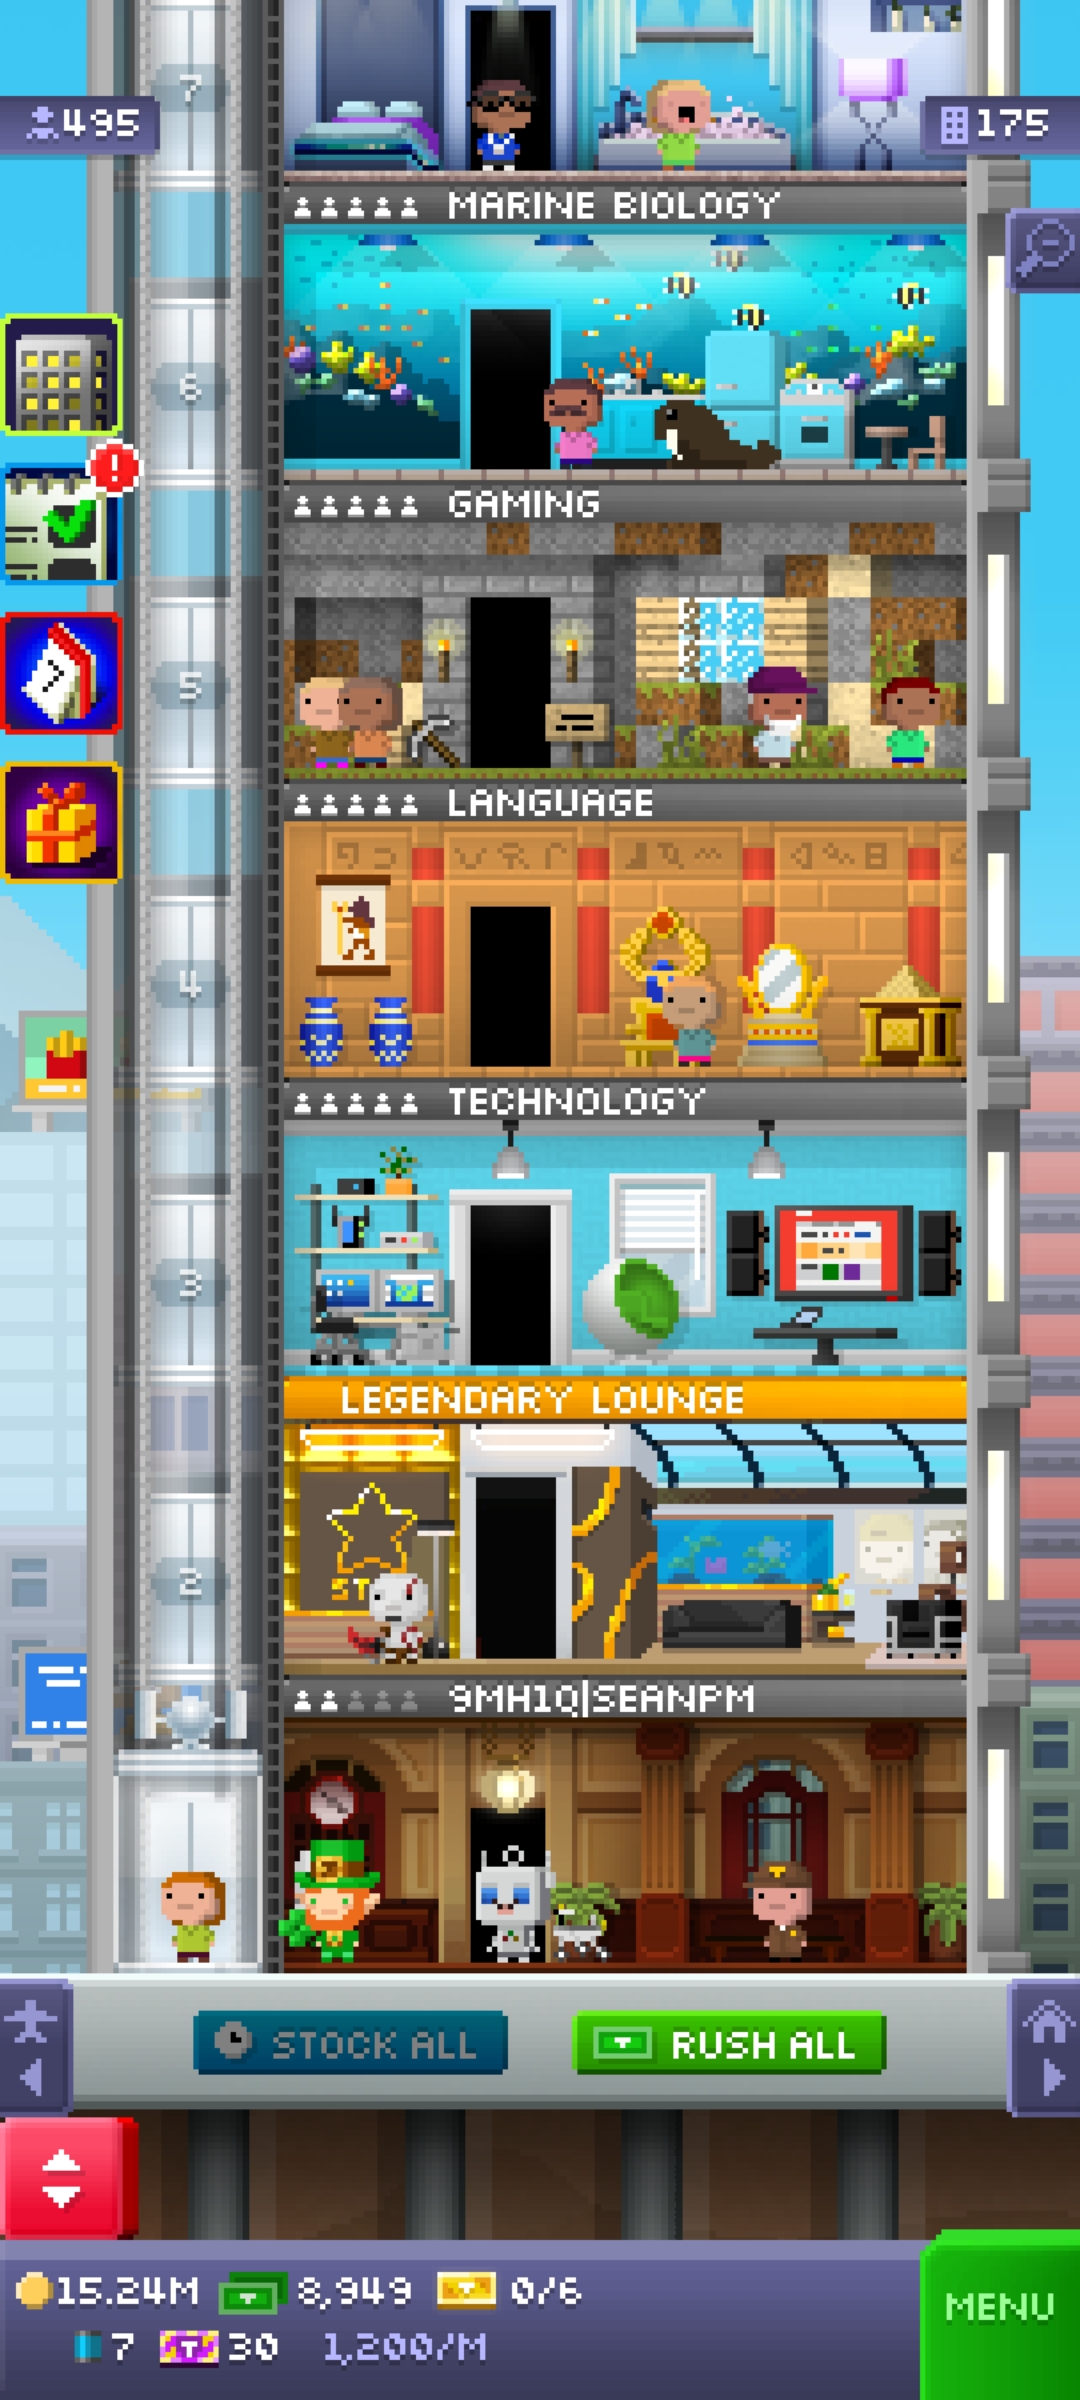 7
495
175
MARINE BIOLOGY
6
GAMING
5
LANGUAGE
4
TECHNOLOGY
3
LEGENDARY LOUNGE
ST
2
9MH1Q|SEANPM
STOCK ALL
RUSH ALL
15.24M
8,949
0/6
MENU
7
30
1,200/M